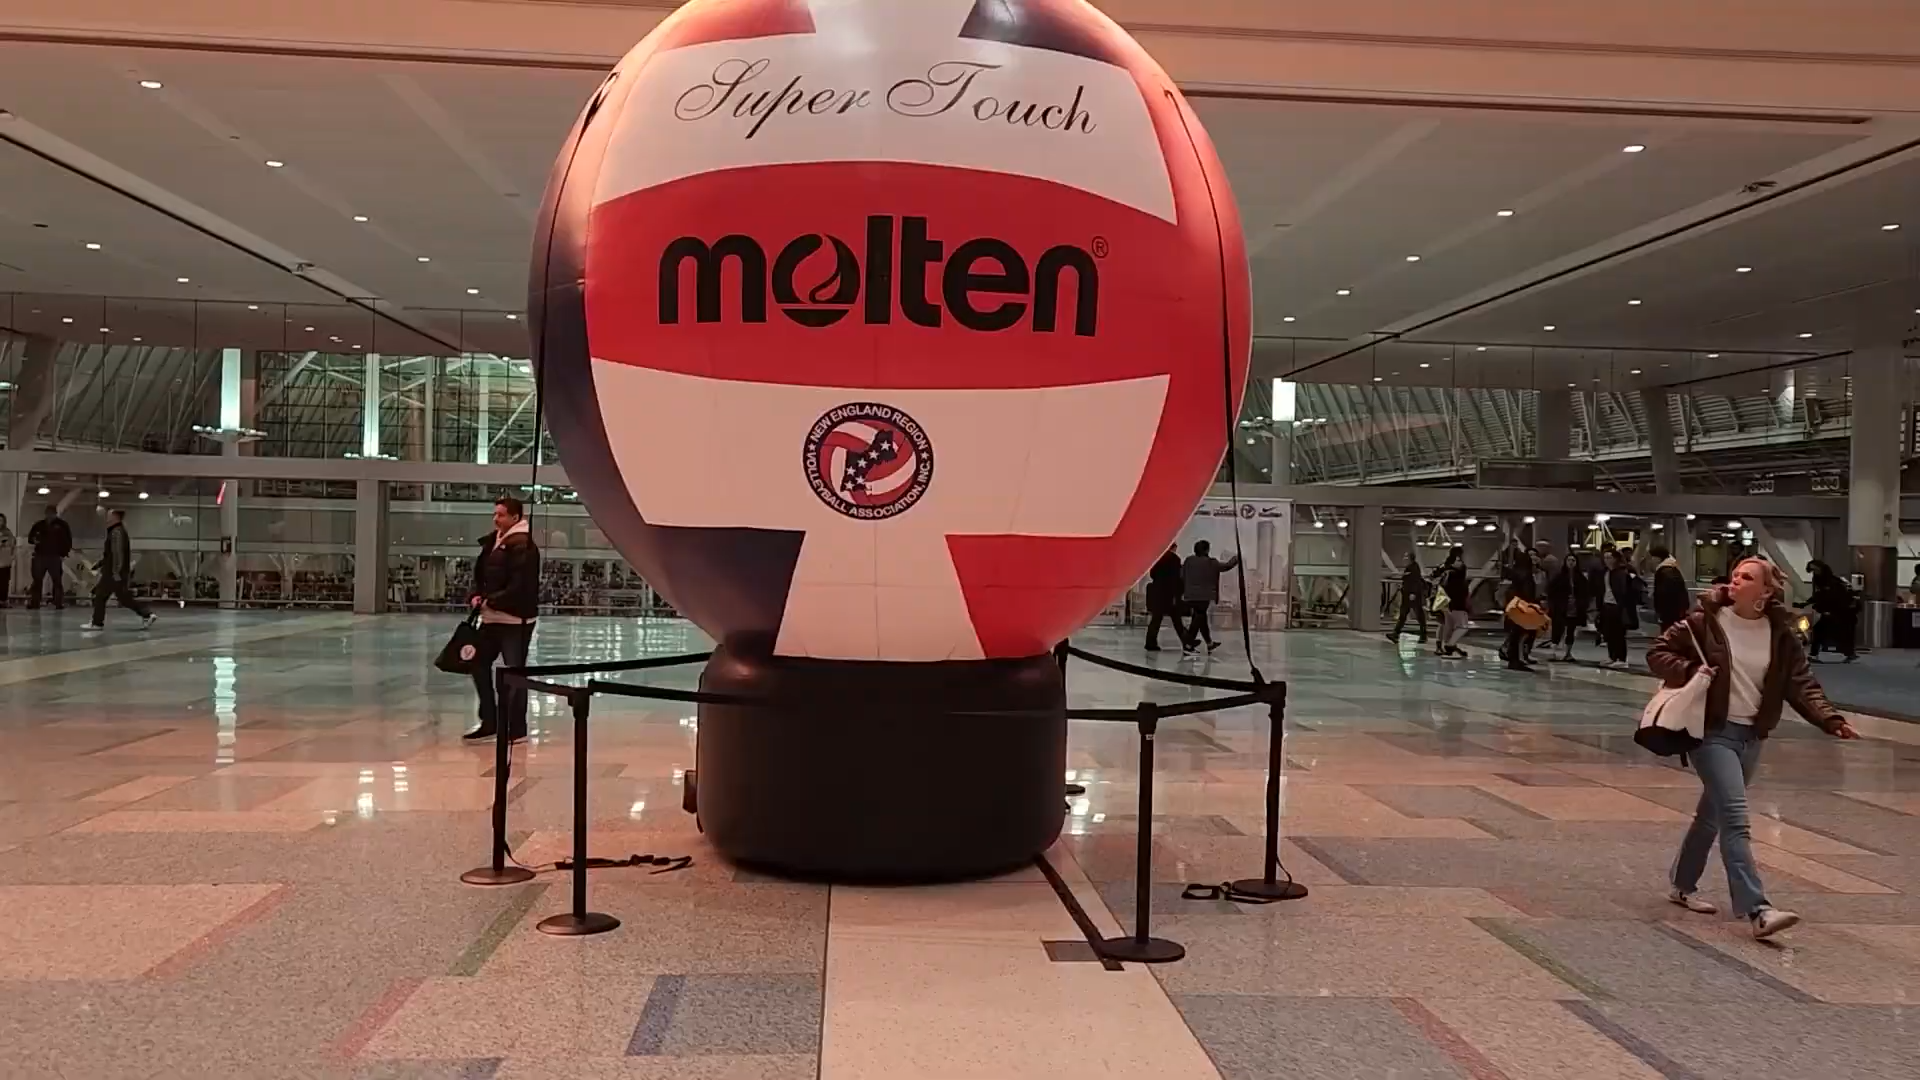 Super Touch
molten®
NEW ENGLAND REGION
VOLLEYBALL ASSOCIATION, INC.